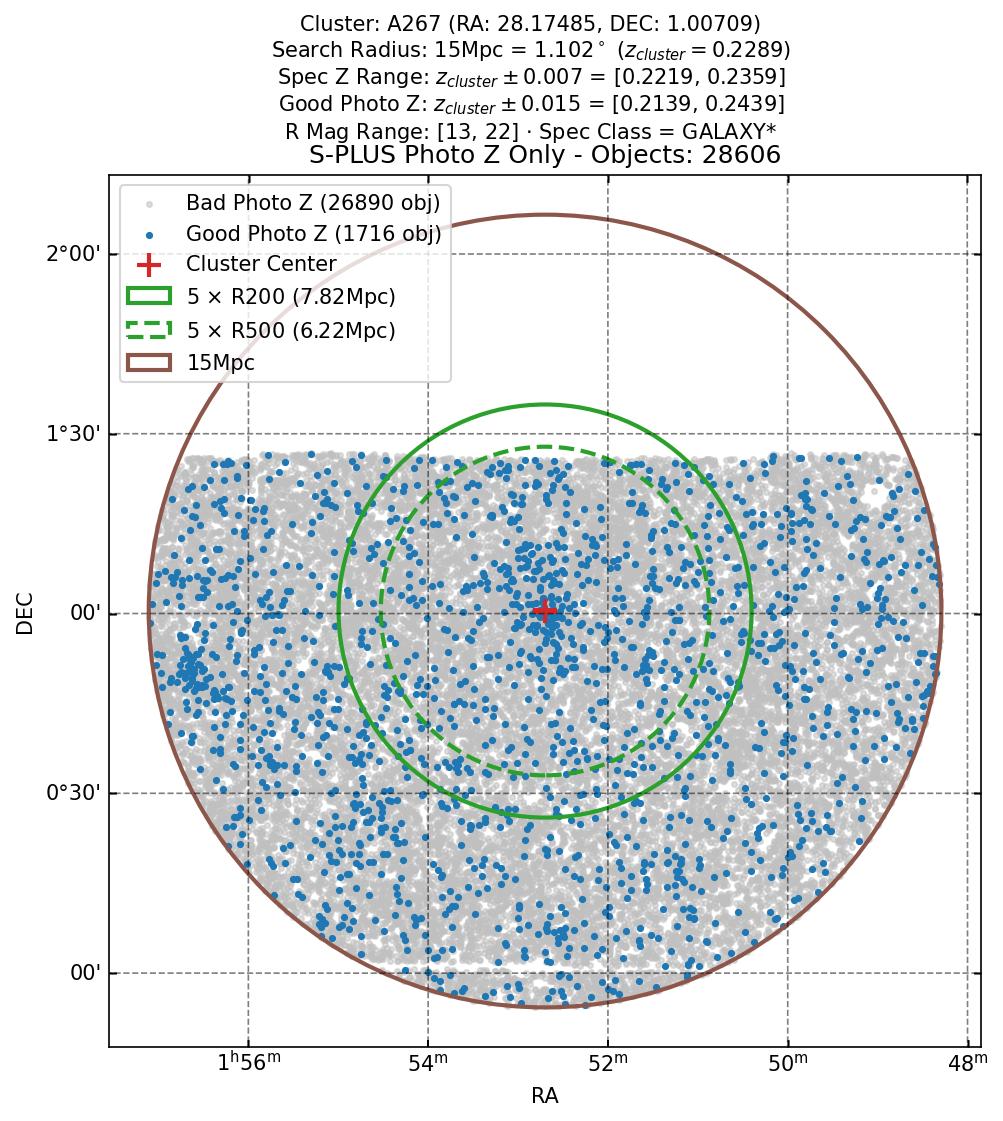 Cluster: A267 (RA: 28.17485, DEC: 1.00709)
Search Radius: 15Mpc = 1.102° (z_cluster = 0.2289)
Spec Z Range: z_cluster ± 0.007 = [0.2219, 0.2359]
Good Photo Z: z_cluster ± 0.015 = [0.2139, 0.2439]
R Mag Range: [13, 22] · Spec Class = GALAXY*
S-PLUS Photo Z Only - Objects: 28606
Bad Photo Z (26890 obj)
Good Photo Z (1716 obj)
Cluster Center
5 × R200 (7.82Mpc)
5 × R500 (6.22Mpc)
15Mpc
2°00'
1°30'
00'
0°30'
00'
DEC
1ʰ56ᵐ
54ᵐ
52ᵐ
50ᵐ
48ᵐ
RA